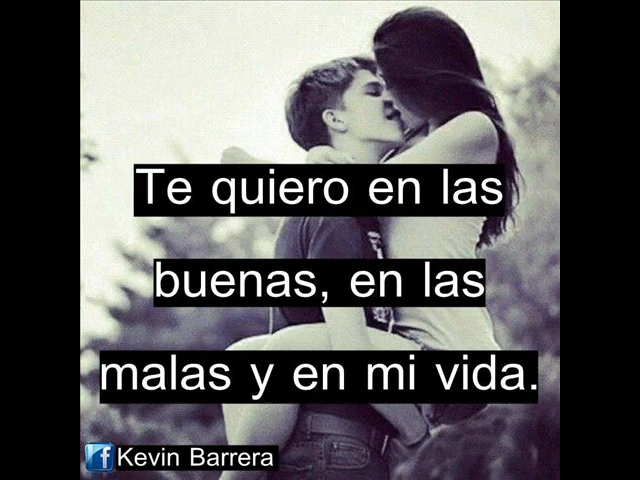 Te quiero en las
buenas, en las
malas y en mi vida.
f Kevin Barrera